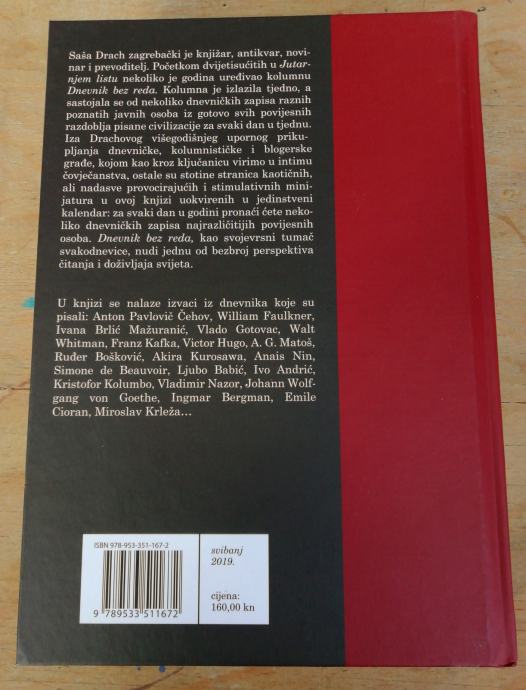 Saša Drach zagrebački je knjižar, antikvar, novi-
nar i prevoditelj. Početkom dvijetisućitih u Jutar-
njem listu nekoliko je godina uređivao kolumnu
Dnevnik bez reda. Kolumna je izlazila tjedno, a
sastojala se od nekoliko dnevničkih zapisa raznih
poznatih javnih osoba iz gotovo svih povijesnih
razdoblja pisane civilizacije za svaki dan u tjednu.
Iza Drachovog višegodišnjeg upornog priku-
pljanja dnevničke, kolumnističke i blogerske
građe, kojom kao kroz ključanicu virimo u intimu
čovječanstva, ostale su stotine stranica kaotičnih,
ali nadasve provocirajućih i stimulativnih mini-
jatura u ovoj knjizi uokvirenih u jedinstveni
kalendar: za svaki dan u godini pronaći ćete neko-
liko dnevničkih zapisa najrazličitijih povijesnih
osoba. Dnevnik bez reda, kao svojevrsni tumač
svakodnevice, nudi jednu od bezbroj perspektiva
čitanja i doživljaja svijeta.
U knjizi se nalaze izvaci iz dnevnika koje su
pisali: Anton Pavlovič Čehov, William Faulkner,
Ivana Brlić Mažuranić, Vlado Gotovac, Walt
Whitman, Franz Kafka, Victor Hugo, A. G. Matoš,
Ruđer Bošković, Akira Kurosawa, Anais Nin,
Simone de Beauvoir, Ljubo Babić, Ivo Andrić,
Kristofor Kolumbo, Vladimir Nazor, Johann Wolf-
gang von Goethe, Ingmar Bergman, Emile
Cioran, Miroslav Krleža...
ISBN 978-953-351-167-2
9 789533 511672
svibanj
2019.
cijena:
160,00 kn